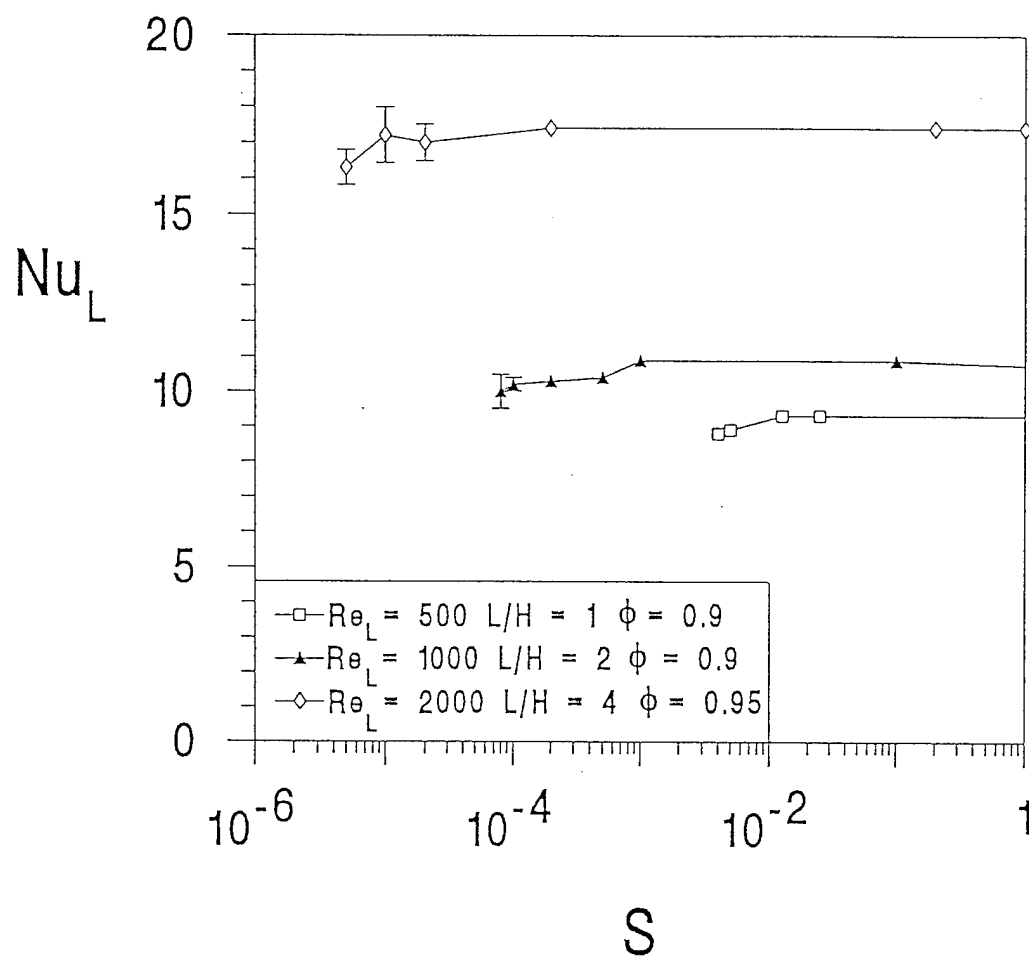 20
15
10
5
0
Nu_L
Re_L = 500 L/H = 1 ϕ = 0.9
Re_L = 1000 L/H = 2 ϕ = 0.9
Re_L = 2000 L/H = 4 ϕ = 0.95
10^-6
10^-4
10^-2
1
S